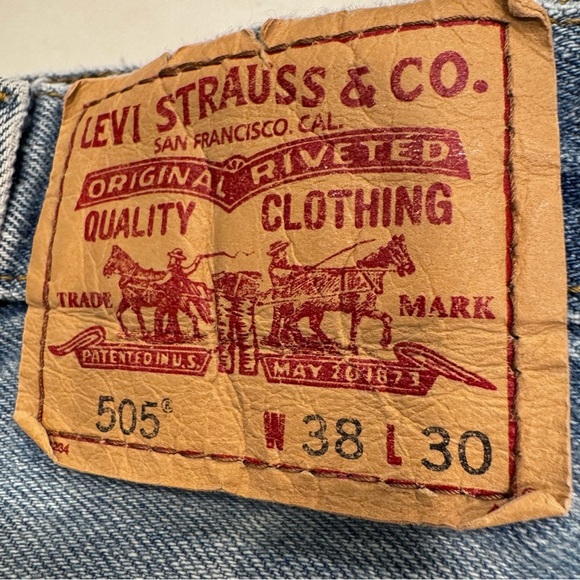 LEVI STRAUSS & CO.
SAN FRANCISCO. CAL.
ORIGINAL RIVETED
QUALITY CLOTHING
TRADE MARK
PATENTED IN U.S. MAY 20 1873
505® W 38 L 30